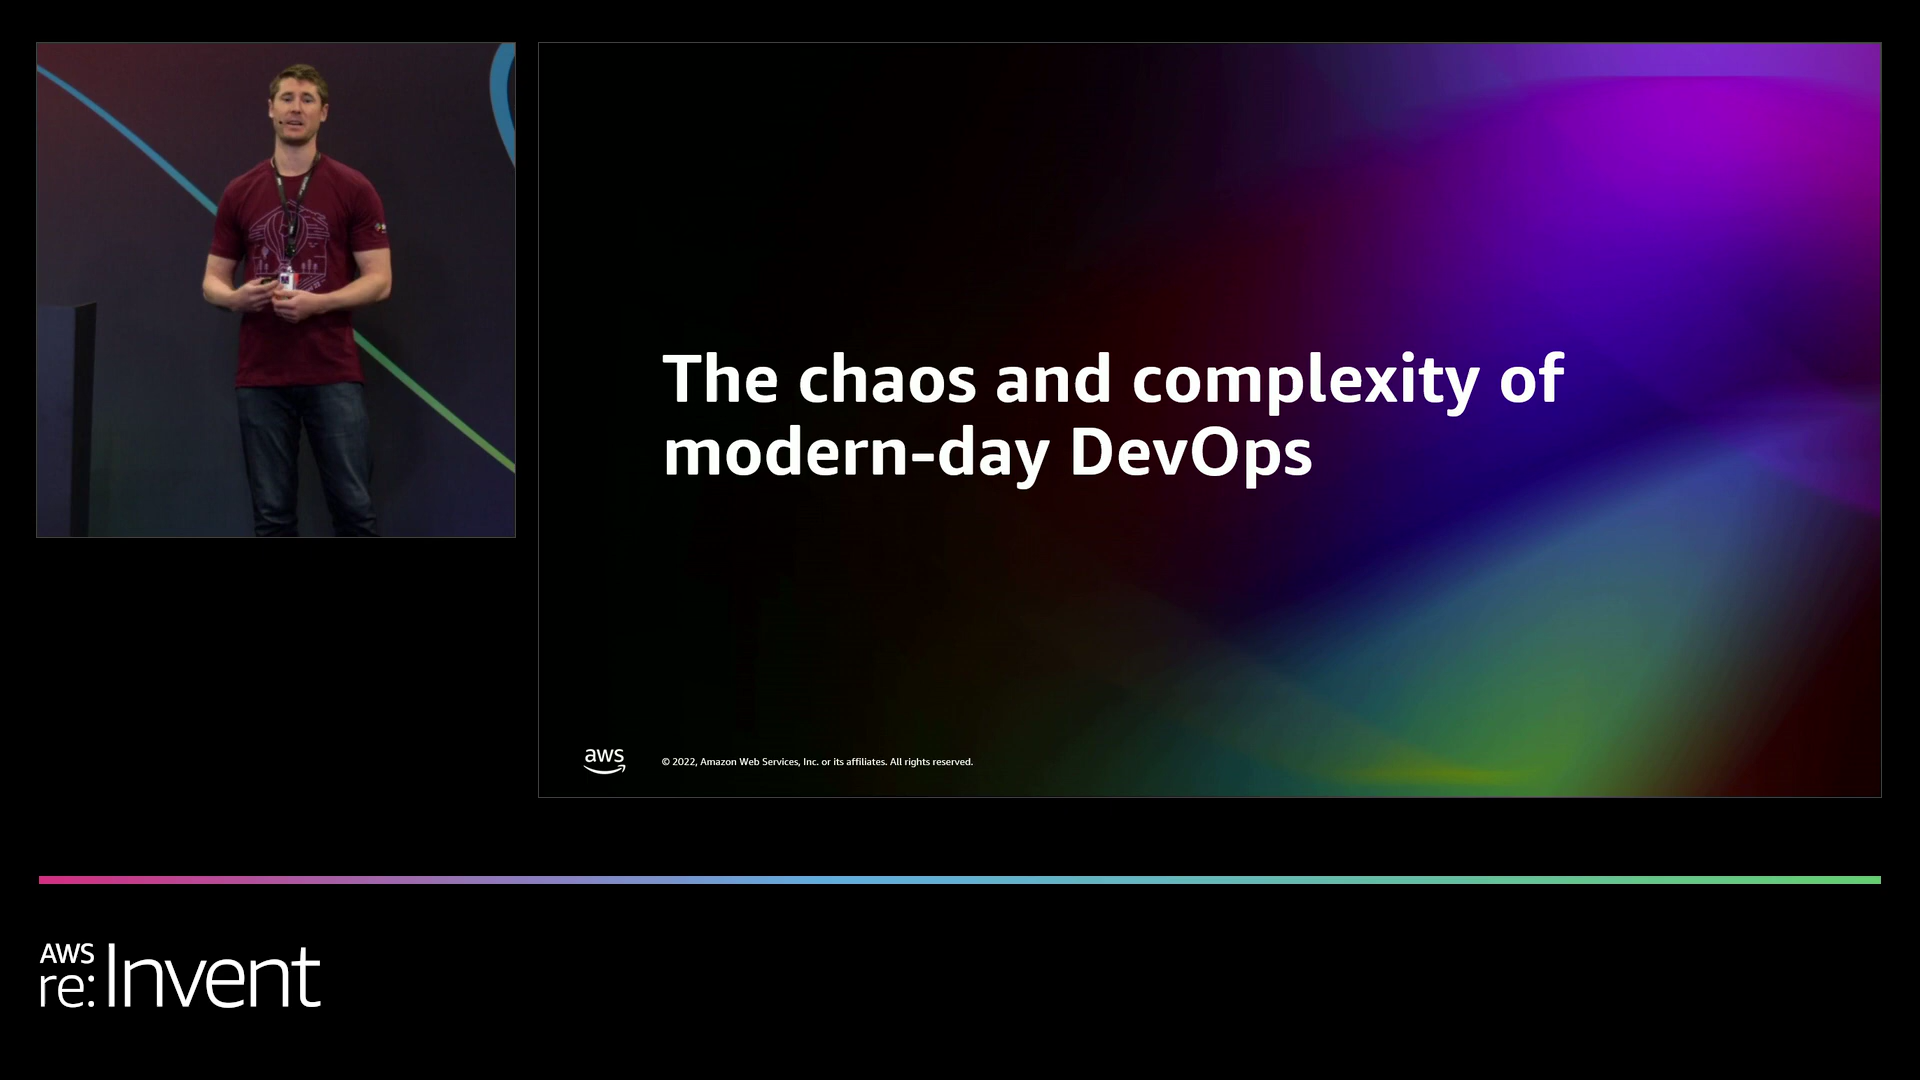 The chaos and complexity of
modern-day DevOps
aws
© 2022, Amazon Web Services, Inc. or its affiliates. All rights reserved.
AWS
re:Invent